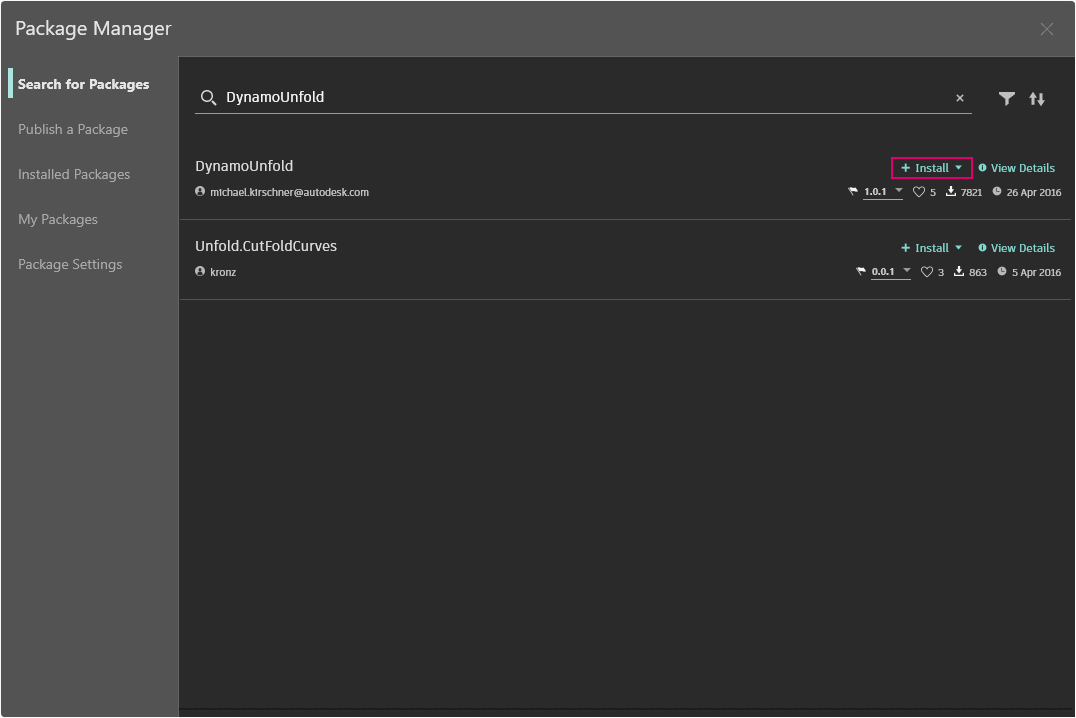 Package Manager
Search for Packages
Publish a Package
Installed Packages
My Packages
Package Settings
DynamoUnfold
DynamoUnfold
Install
View Details
michael.kirschner@autodesk.com
1.0.1
5
7821
26 Apr 2016
Unfold.CutFoldCurves
Install
View Details
kronz
0.0.1
3
863
5 Apr 2016